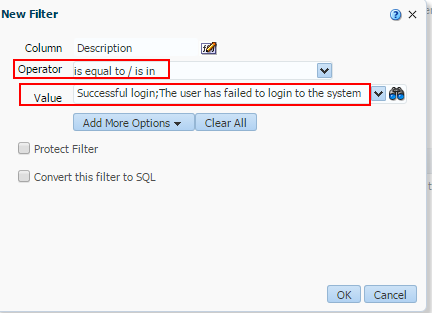 New Filter
Column Description
Operator is equal to / is in
Value Successful login;The user has failed to login to the system
Add More Options Clear All
Protect Filter
Convert this filter to SQL
OK Cancel